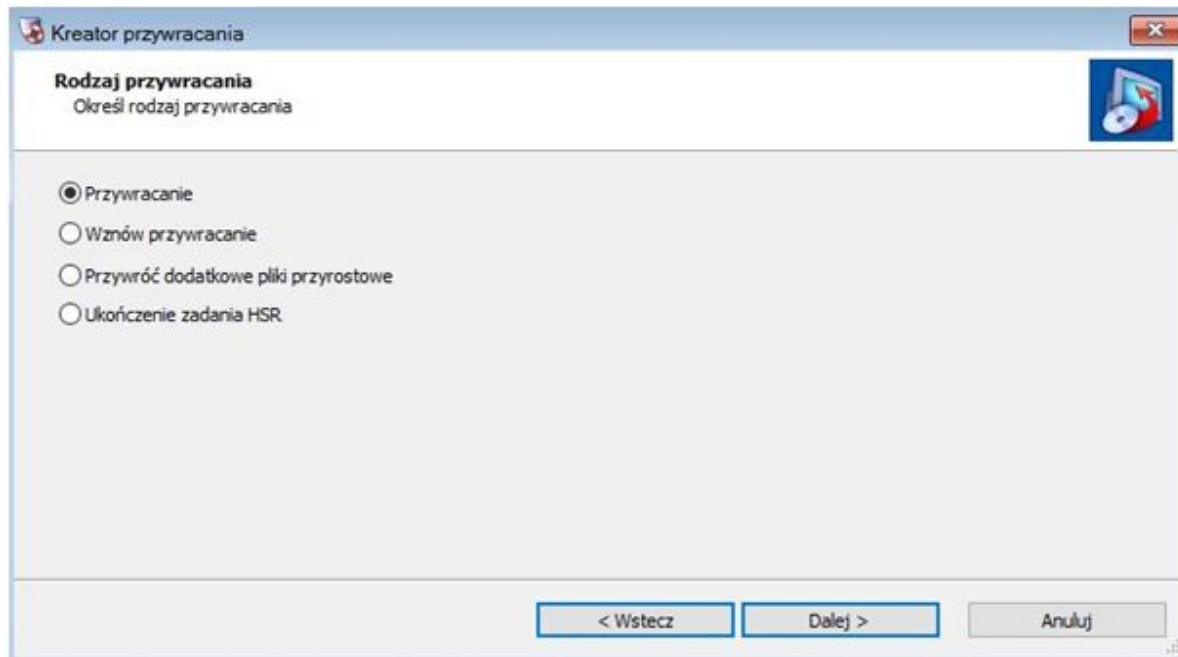 Kreator przywracania
Rodzaj przywracania
Określ rodzaj przywracania
Przywracanie
Wznów przywracanie
Przywróć dodatkowe pliki przyrostowe
Ukończenie zadania HSR
< Wstecz
Dalej >
Anuluj